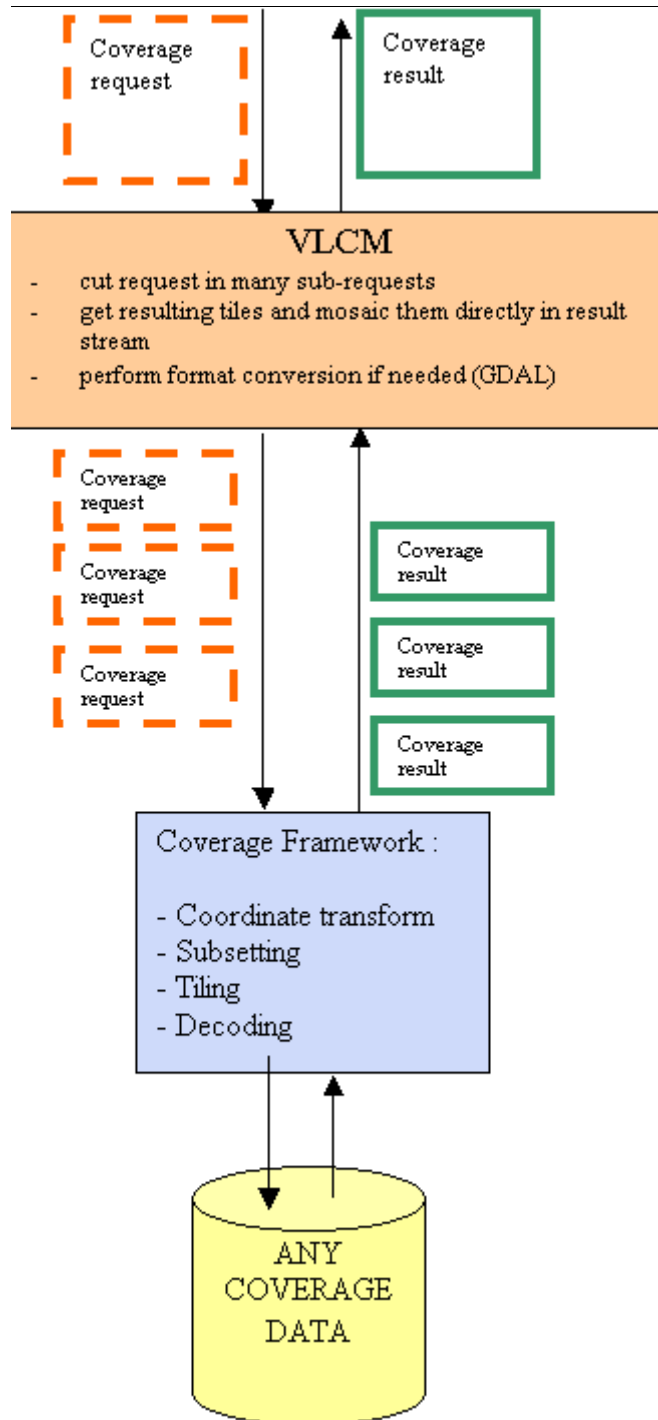 Coverage
request
Coverage
result
VLCM
- cut request in many sub-requests
- get resulting tiles and mosaic them directly in result
stream
- perform format conversion if needed (GDAL)
Coverage
request
Coverage
request
Coverage
request
Coverage
result
Coverage
result
Coverage
result
Coverage Framework :
- Coordinate transform
- Subsetting
- Tiling
- Decoding
ANY
COVERAGE
DATA